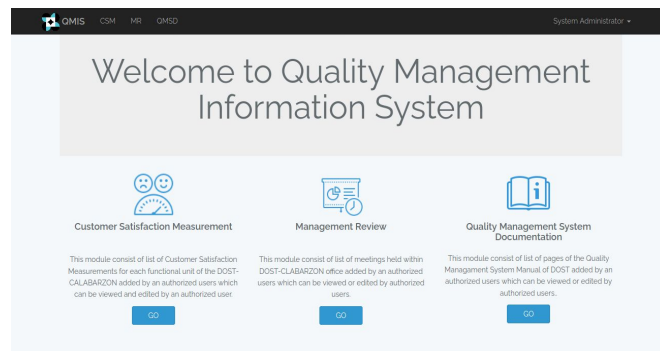 QMIS CSM MR QMSD System Administrator
Welcome to Quality Management
Information System
Customer Satisfaction Measurement
This module consist of list of Customer Satisfaction
Measurements for each functional unit of the DOST-
CALABARZON added by an authorized users which
can be viewed and edited by an authorized user.
GO
Management Review
This module consist of list of meetings held within
DOST-CLABARZON office added by an authorized
users which can be viewed or edited by authorized
users.
GO
Quality Management System
Documentation
This module consist of list of pages of the Quality
Management System Manual of DOST added by an
authorized users which can be viewed or edited by
authorized users.
GO